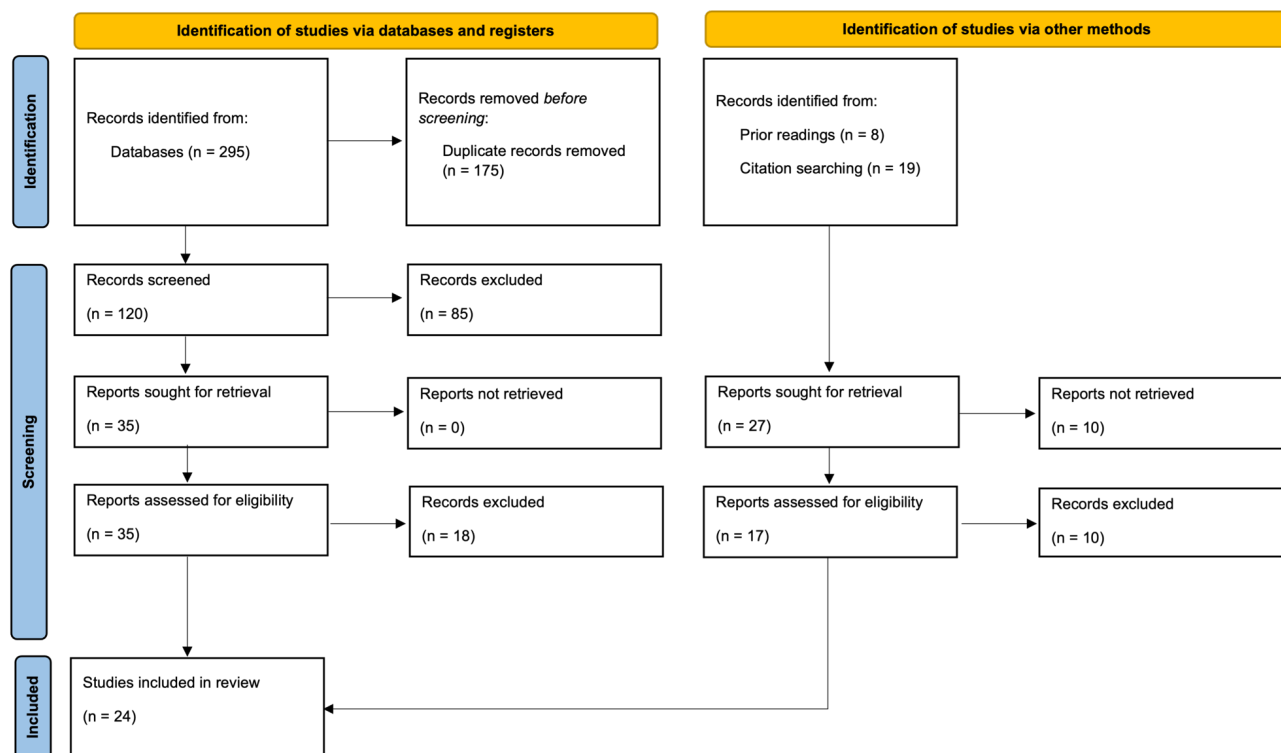 Identification of studies via databases and registers
Identification of studies via other methods
Identification
Records identified from:
Databases (n = 295)
Records removed before
screening:
Duplicate records removed
(n = 175)
Records identified from:
Prior readings (n = 8)
Citation searching (n = 19)
Screening
Records screened
(n = 120)
Records excluded
(n = 85)
Reports sought for retrieval
(n = 35)
Reports not retrieved
(n = 0)
Reports sought for retrieval
(n = 27)
Reports not retrieved
(n = 10)
Reports assessed for eligibility
(n = 35)
Records excluded
(n = 18)
Reports assessed for eligibility
(n = 17)
Records excluded
(n = 10)
Included
Studies included in review
(n = 24)